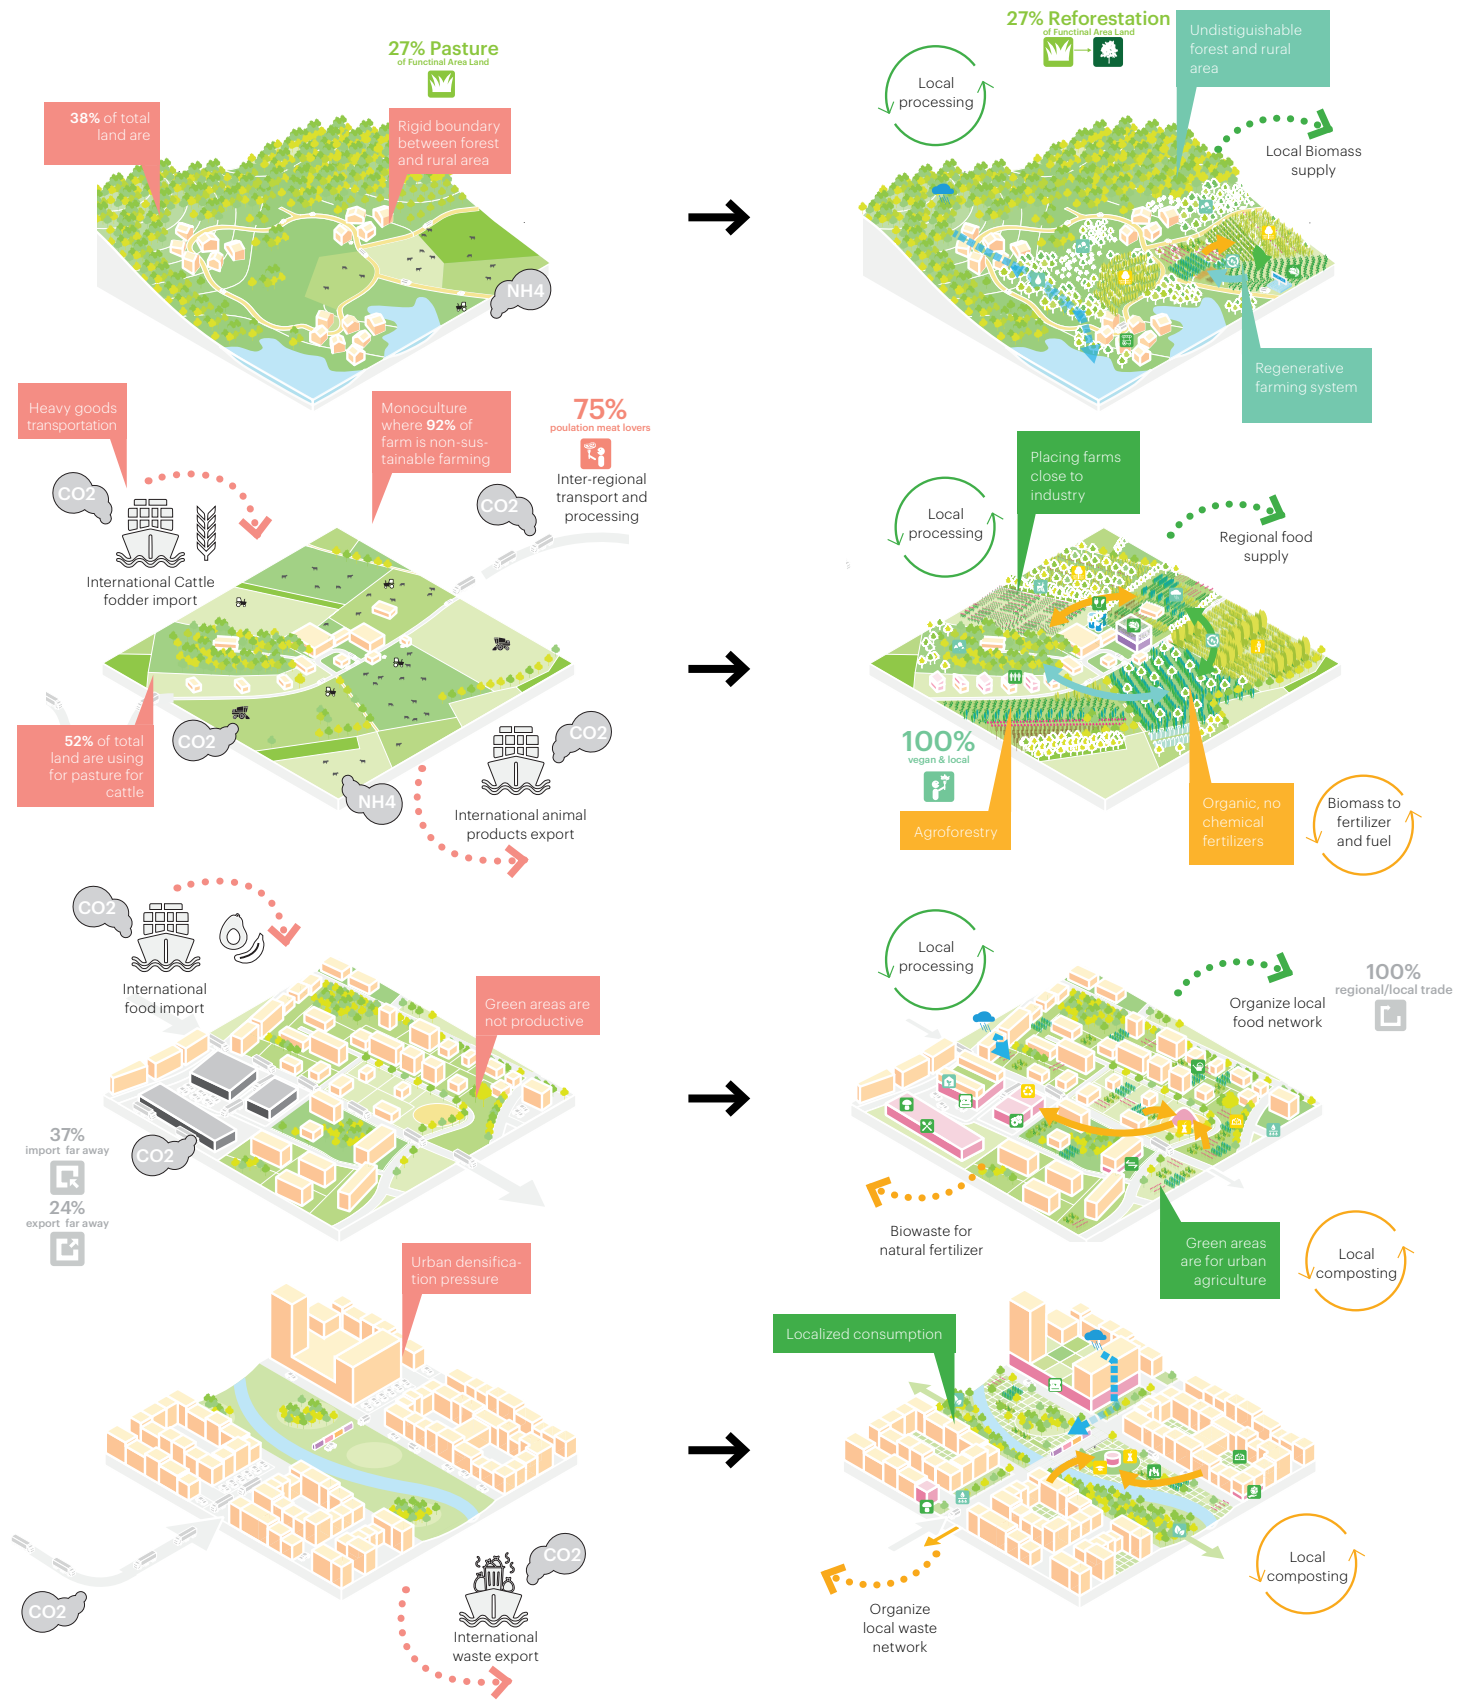 27% Pasture
of Functinal Area Land
38% of total
land are
Rigid boundary
between forest
and rural area
NH4
27% Reforestation
of Functinal Area Land
Local
processing
Undistiguishable
forest and rural
area
Local Biomass
supply
Regenerative
farming system
Heavy goods
transportation
CO2
International Cattle
fodder import
Monoculture
where 92% of
farm is non-sus-
tainable farming
75%
poulation meat lovers
Inter-regional
transport and
processing
CO2
52% of total
land are using
for pasture for
cattle
CO2
NH4
CO2
International animal
products export
Local
processing
Placing farms
close to
industry
Regional food
supply
100%
vegan & local
Agroforestry
Organic, no
chemical
fertilizers
Biomass to
fertilizer
and fuel
CO2
International
food import
Green areas are
not productive
37%
import far away
24%
export far away
CO2
Local
processing
Organize local
food network
100%
regional/local trade
Biowaste for
natural fertilizer
Green areas
are for urban
agriculture
Local
composting
Urban densifica-
tion pressure
CO2
CO2
International
waste export
Localized consumption
Organize
local waste
network
Local
composting